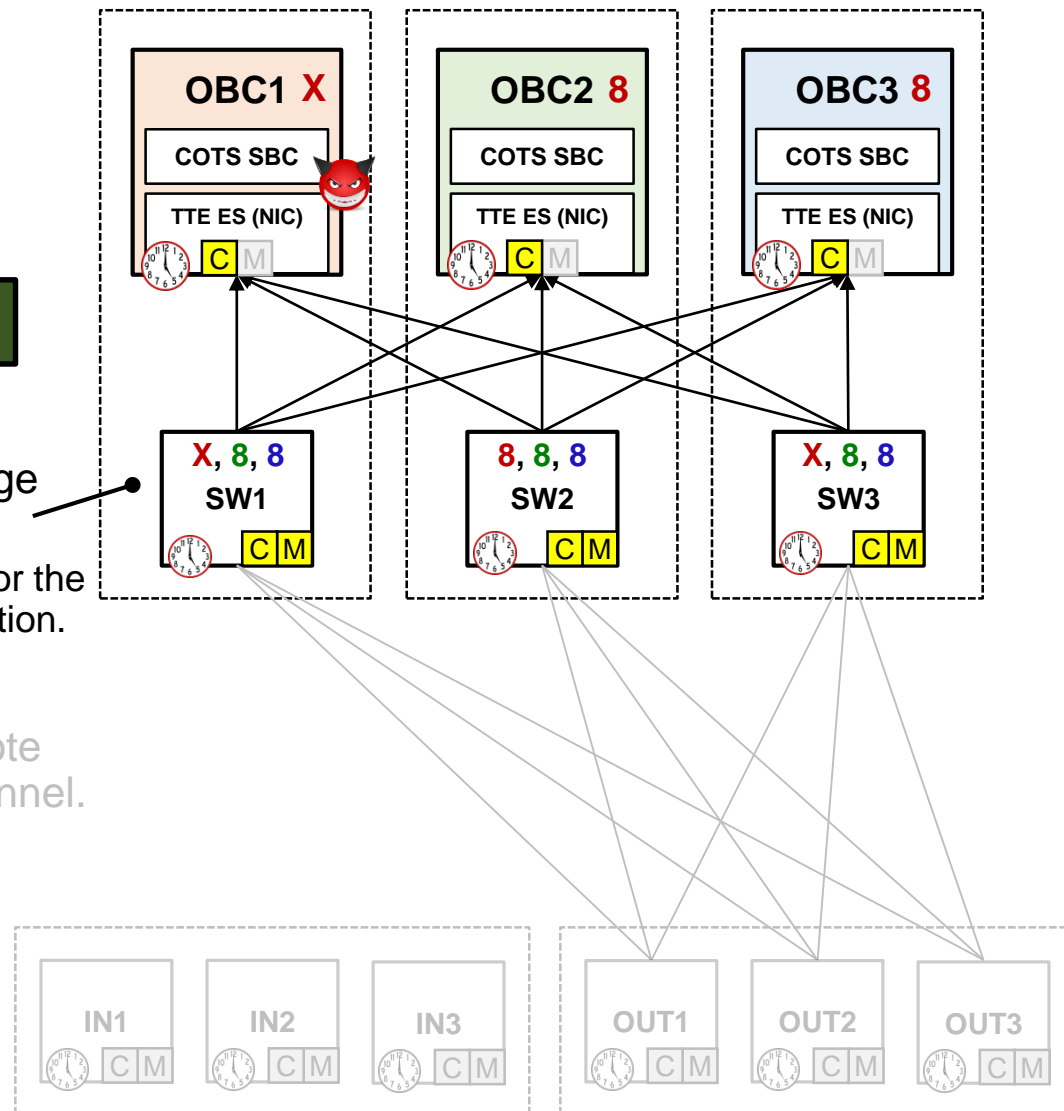 OBC1 X
OBC2 8
OBC3 8
COTS SBC
COTS SBC
COTS SBC
TTE ES (NIC)
TTE ES (NIC)
TTE ES (NIC)
C M
C M
C M
X, 8, 8
8, 8, 8
X, 8, 8
SW1
SW2
SW3
C M
C M
C M
or the
tion.
IN1
IN2
IN3
OUT1
OUT2
OUT3
C M
C M
C M
C M
C M
C M